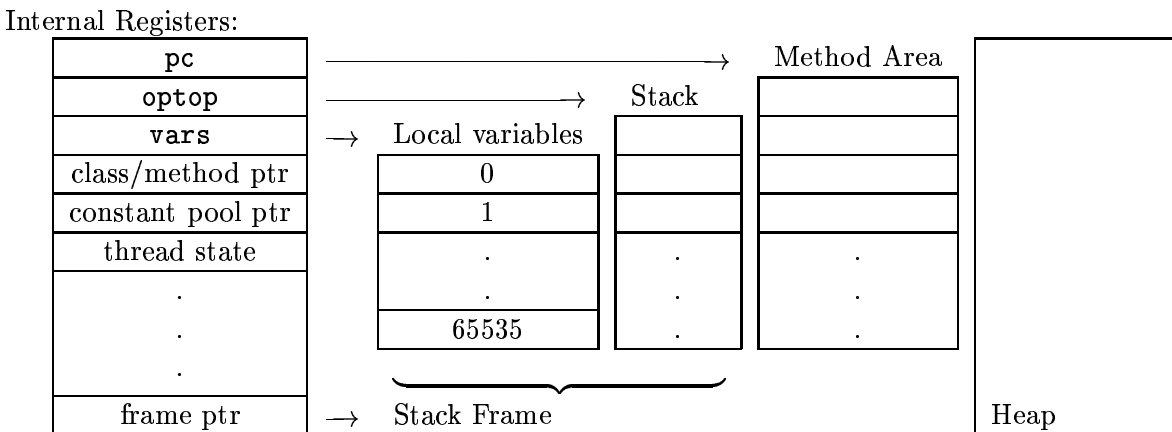 Internal Registers:
pc
Method Area
optop
Stack
vars
Local variables
class/method ptr
0
constant pool ptr
1
thread state
.
.
.
.
.
.
.
.
65535
.
.
.
.
frame ptr
Stack Frame
Heap